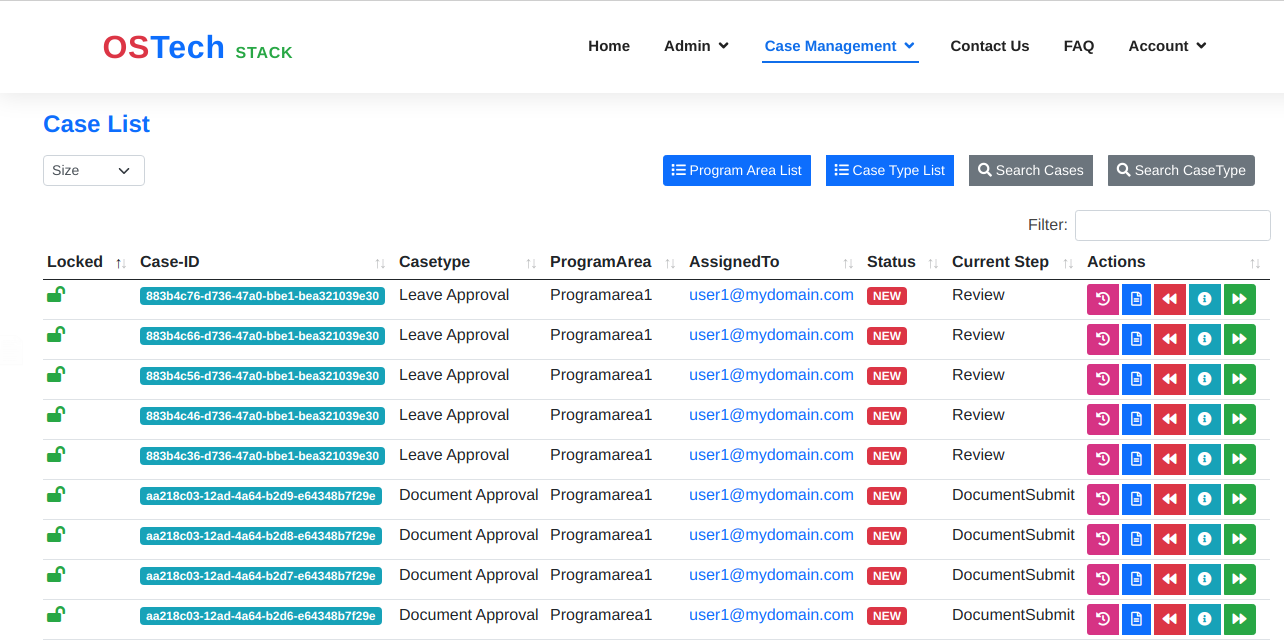 OSTech STACK Home Admin Case Management Contact Us FAQ Account
Case List
Size Program Area List Case Type List Search Cases Search CaseType
Filter:
Locked Case-ID Casetype ProgramArea AssignedTo Status Current Step Actions
883b4c76-d736-47a0-bbe1-bea321039e30 Leave Approval Programarea1 user1@mydomain.com NEW Review
883b4c66-d736-47a0-bbe1-bea321039e30 Leave Approval Programarea1 user1@mydomain.com NEW Review
883b4c56-d736-47a0-bbe1-bea321039e30 Leave Approval Programarea1 user1@mydomain.com NEW Review
883b4c46-d736-47a0-bbe1-bea321039e30 Leave Approval Programarea1 user1@mydomain.com NEW Review
883b4c36-d736-47a0-bbe1-bea321039e30 Leave Approval Programarea1 user1@mydomain.com NEW Review
aa218c03-12ad-4a64-b2d9-e64348b7f29e Document Approval Programarea1 user1@mydomain.com NEW DocumentSubmit
aa218c03-12ad-4a64-b2d8-e64348b7f29e Document Approval Programarea1 user1@mydomain.com NEW DocumentSubmit
aa218c03-12ad-4a64-b2d7-e64348b7f29e Document Approval Programarea1 user1@mydomain.com NEW DocumentSubmit
aa218c03-12ad-4a64-b2d6-e64348b7f29e Document Approval Programarea1 user1@mydomain.com NEW DocumentSubmit